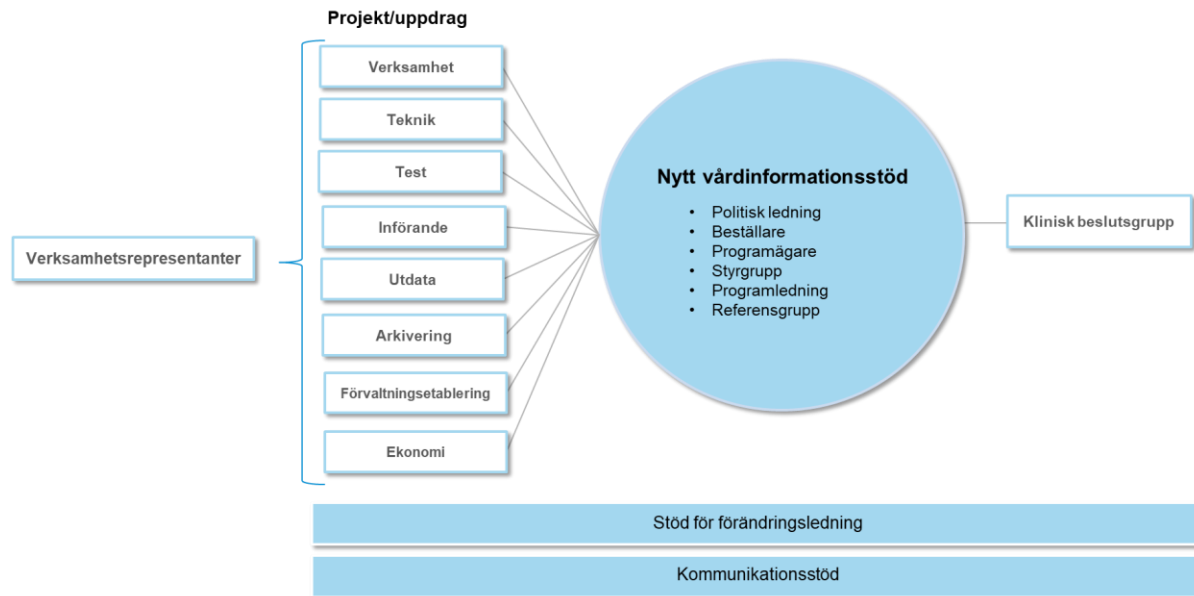 Projekt/uppdrag
Verksamhetsrepresentanter
Verksamhet
Teknik
Test
Införande
Utdata
Arkivering
Förvaltningsetablering
Ekonomi
Nytt vårdinformationsstöd
• Politisk ledning
• Beställare
• Programägare
• Styrgrupp
• Programledning
• Referensgrupp
Klinisk beslutsgrupp
Stöd för förändringsledning
Kommunikationsstöd